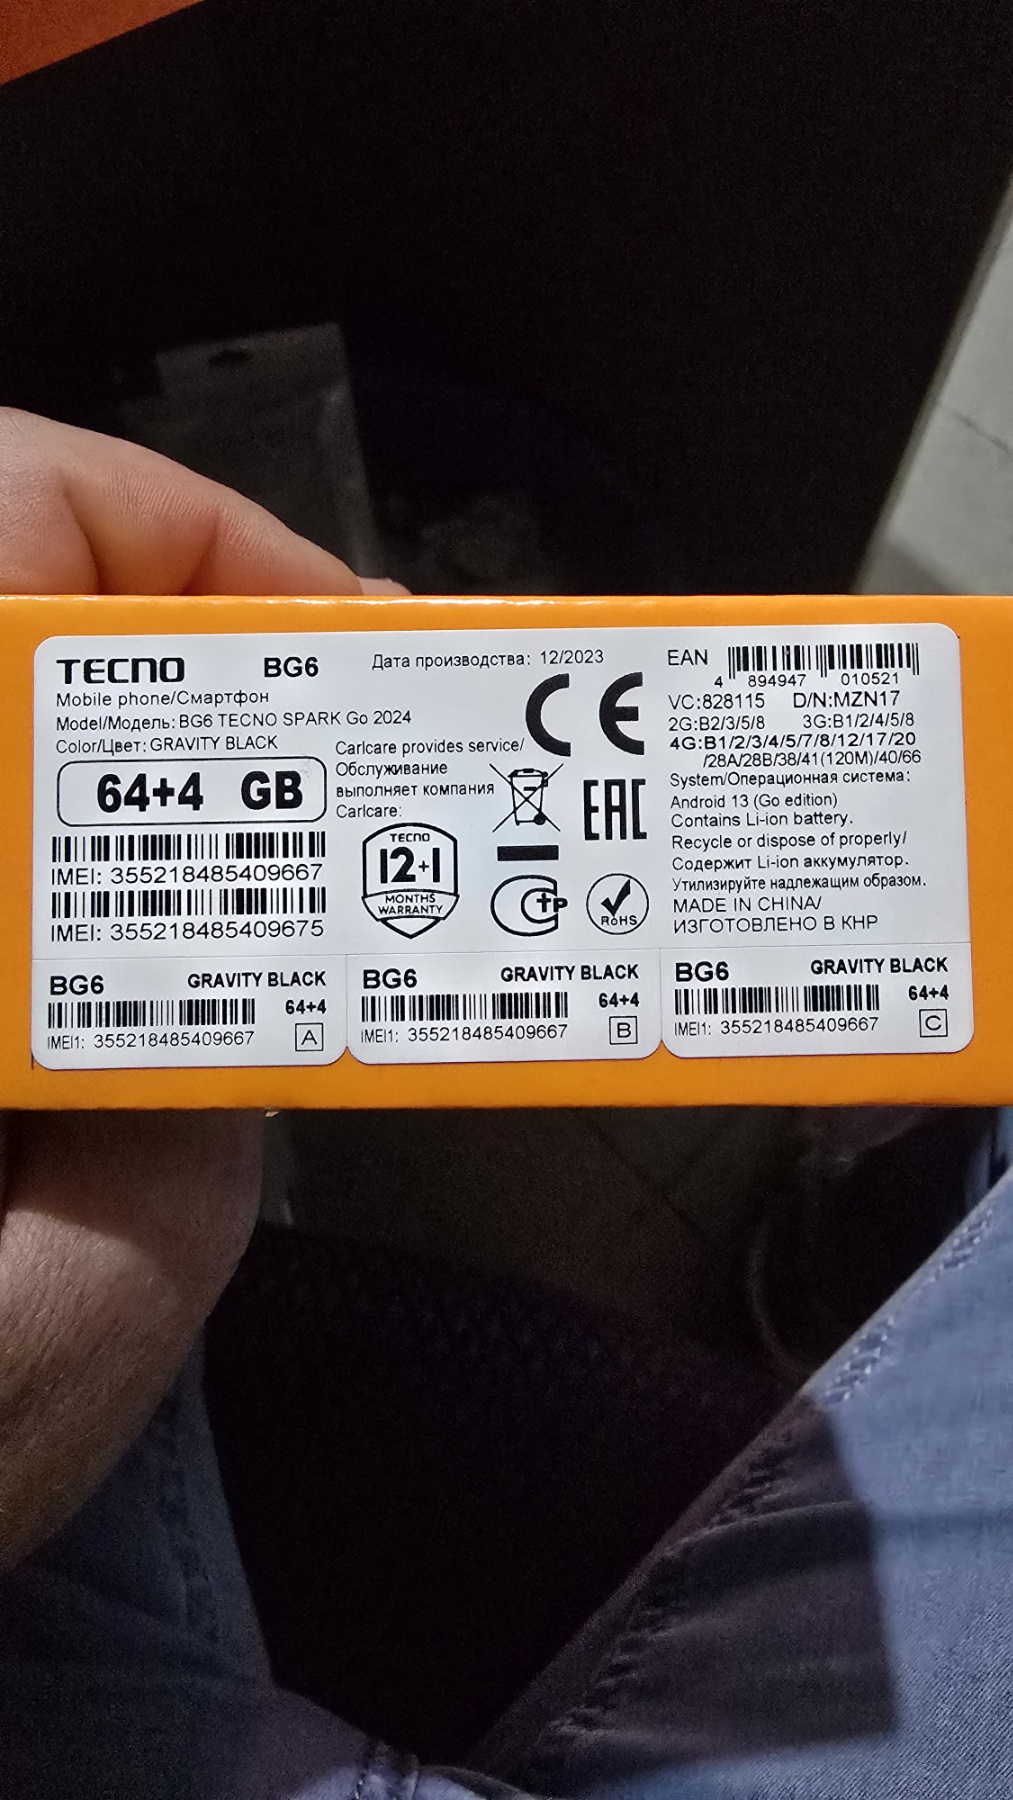 TECNO BG6
Mobile phone/Смартфон
Model/Модель: BG6 TECNO SPARK Go 2024
Color/Цвет: GRAVITY BLACK
64+4 GB
IMEI: 355218485409667
IMEI: 355218485409675
Дата производства: 12/2023
CE
Carlcare provides service/
Обслуживание
выполняет компания
Carlcare:
EAC
TECNO
12+1
MONTHS
WARRANTY
CTP
RoHS
EAN
4 894947 010521
VC:828115 D/N:MZN17
2G:B2/3/5/8 3G:B1/2/4/5/8
4G:B1/2/3/4/5/7/8/12/17/20
/28A/28B/38/41(120M)/40/66
System/Операционная система:
Android 13 (Go edition)
Contains Li-ion battery.
Recycle or dispose of properly/
Содержит Li-ion аккумулятор.
Утилизируйте надлежащим образом.
MADE IN CHINA/
ИЗГОТОВЛЕНО В КНР
BG6 GRAVITY BLACK
64+4
IMEI1: 355218485409667 A
BG6 GRAVITY BLACK
64+4
IMEI1: 355218485409667 B
BG6 GRAVITY BLACK
64+4
IMEI1: 355218485409667 C